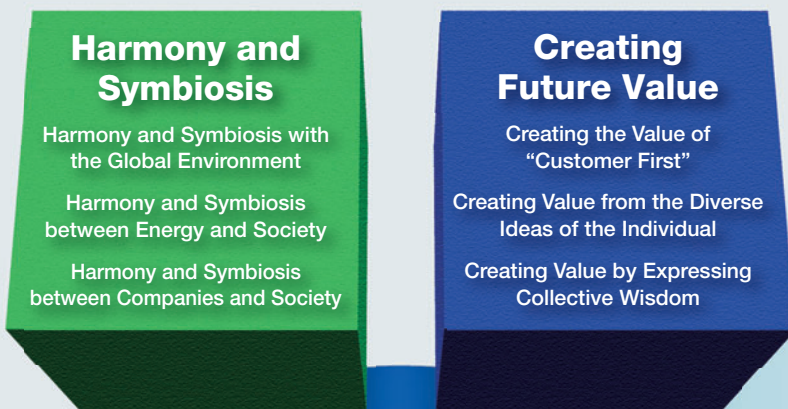 Harmony and
Symbiosis
Harmony and Symbiosis with
the Global Environment
Harmony and Symbiosis
between Energy and Society
Harmony and Symbiosis
between Companies and Society
Creating
Future Value
Creating the Value of
“Customer First”
Creating Value from the Diverse
Ideas of the Individual
Creating Value by Expressing
Collective Wisdom